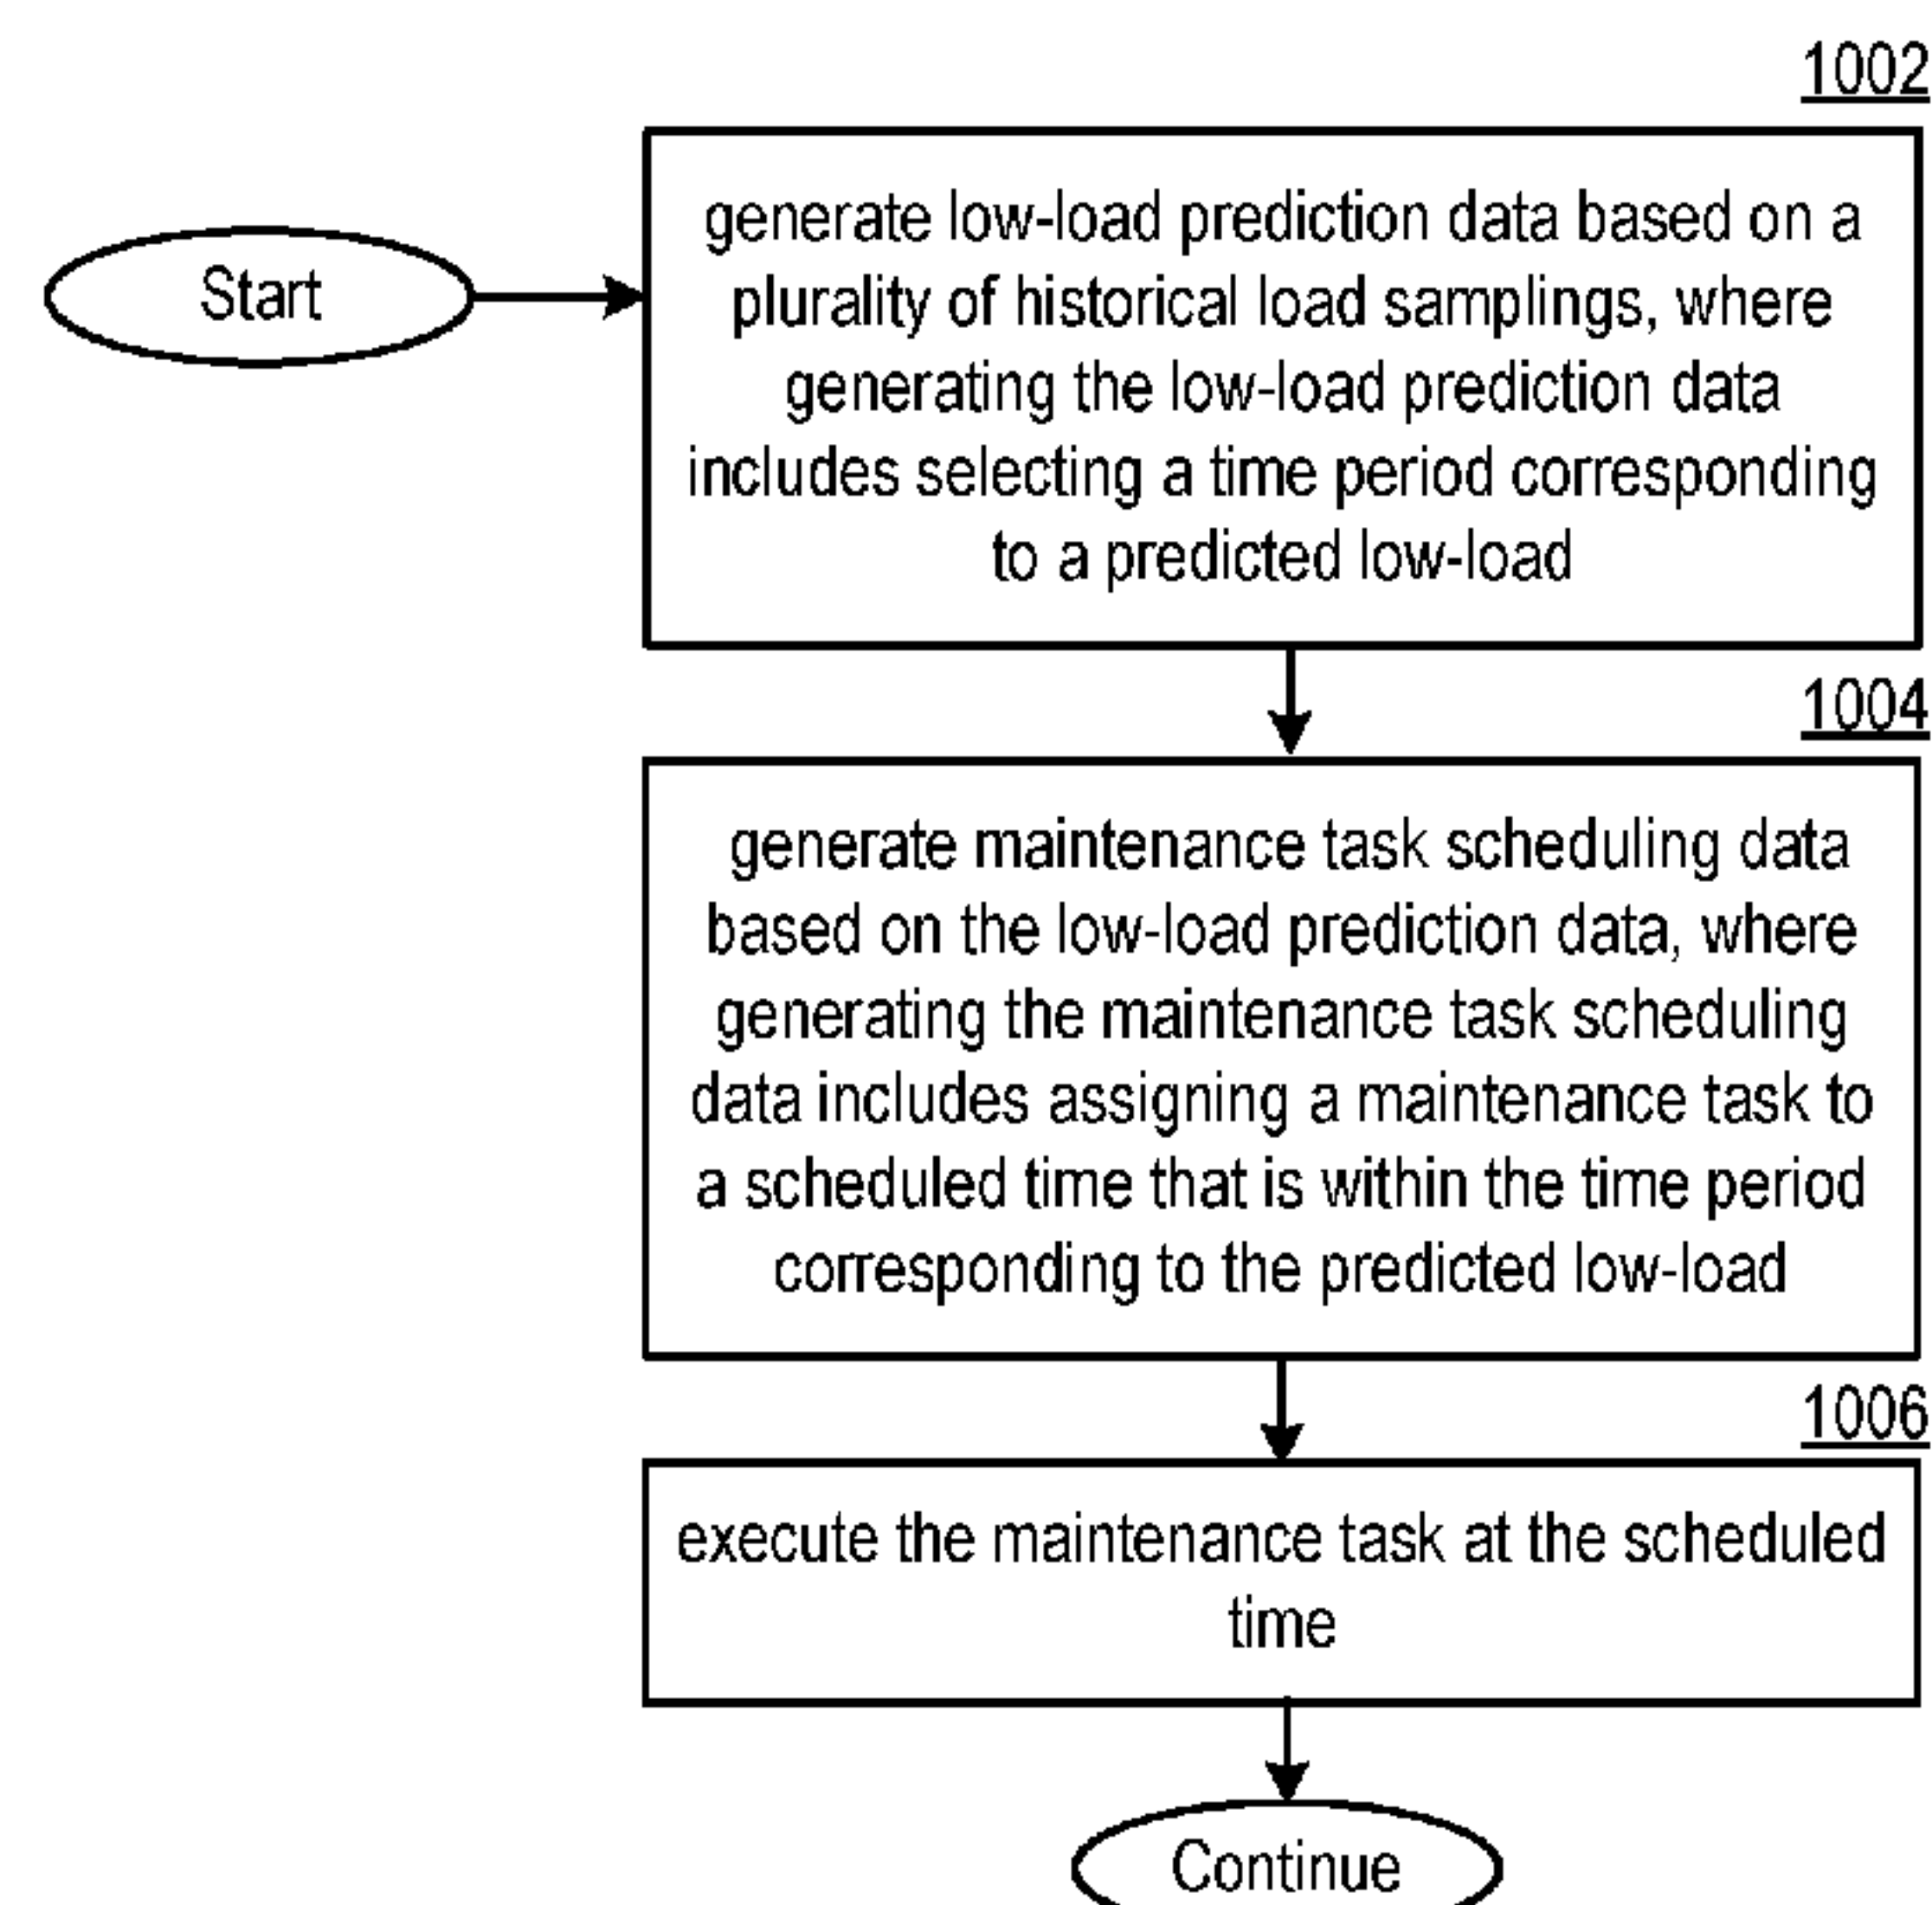 1002
Start
generate low-load prediction data based on a
plurality of historical load samplings, where
generating the low-load prediction data
includes selecting a time period corresponding
to a predicted low-load
1004
generate maintenance task scheduling data
based on the low-load prediction data, where
generating the maintenance task scheduling
data includes assigning a maintenance task to
a scheduled time that is within the time period
corresponding to the predicted low-load
1006
execute the maintenance task at the scheduled
time
Continue